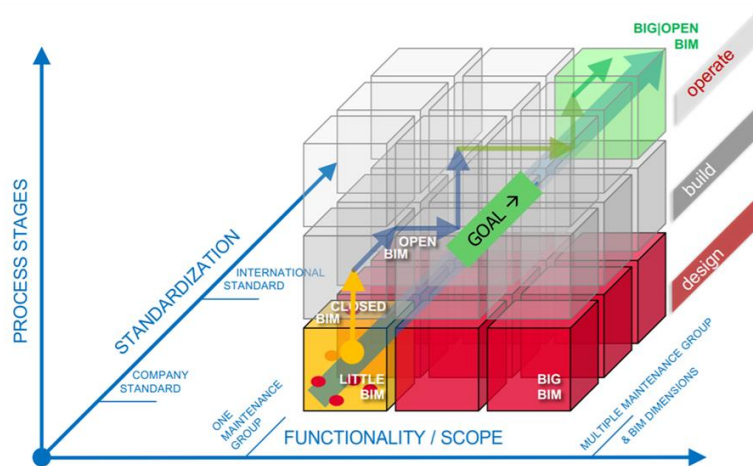 BIG|OPEN
BIM
operate
build
design
PROCESS STAGES
STANDARDIZATION
INTERNATIONAL
STANDARD
COMPANY
STANDARD
GOAL →
OPEN
BIM
CLOSED
BIM
LITTLE
BIM
BIG
BIM
ONE
MAINTENANCE
GROUP
FUNCTIONALITY / SCOPE
MULTIPLE MAINTENANCE GROUP
& BIM DIMENSIONS